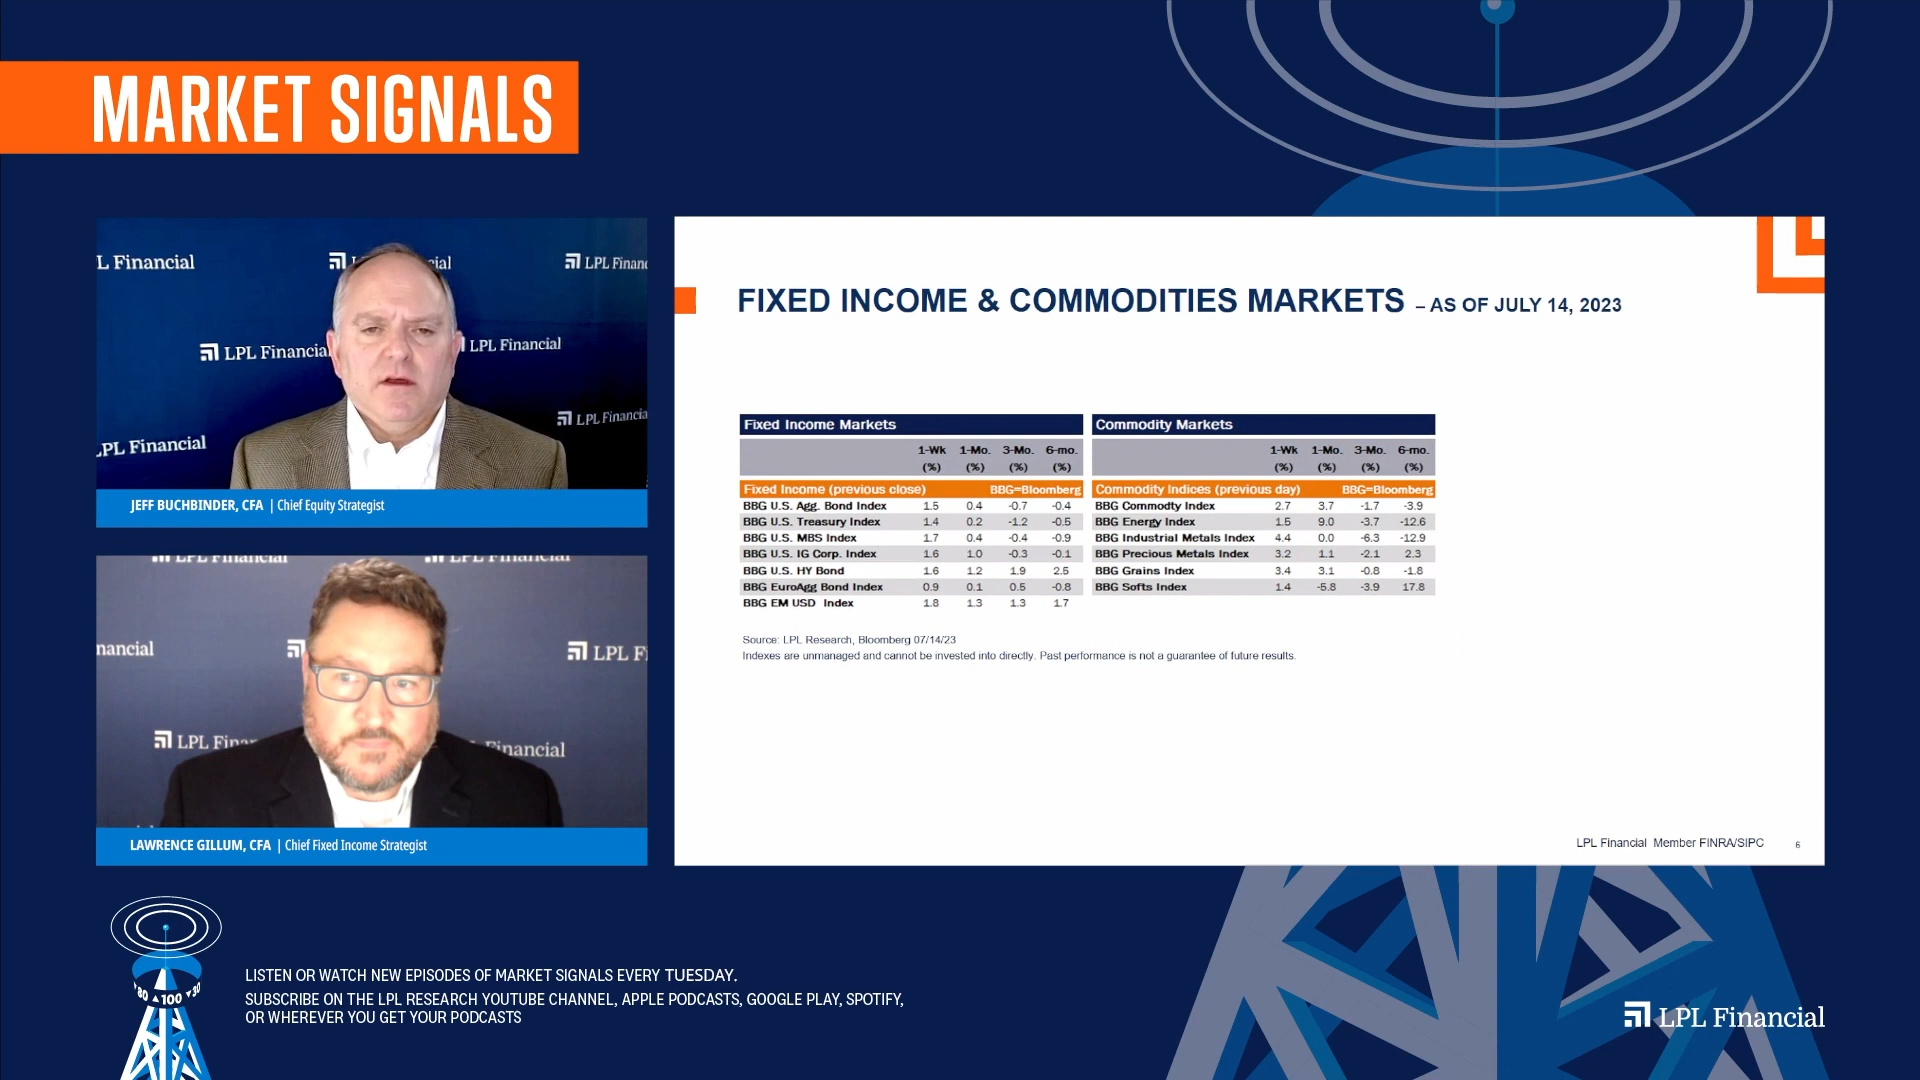 MARKET SIGNALS
L Financial
LPL Financial
LPL Financial
LPL Financial
JEFF BUCHBINDER, CFA | Chief Equity Strategist
LPL Financial
LAWRENCE GILLUM, CFA | Chief Fixed Income Strategist
FIXED INCOME & COMMODITIES MARKETS – AS OF JULY 14, 2023
Fixed Income Markets
1-Wk 1-Mo. 3-Mo. 6-mo.
(%) (%) (%) (%)
Fixed Income (previous close) BBG=Bloomberg
BBG U.S. Agg. Bond Index 1.5 0.4 -0.7 -0.4
BBG U.S. Treasury Index 1.4 0.2 -1.2 -0.5
BBG U.S. MBS Index 1.7 0.4 -0.4 -0.9
BBG U.S. IG Corp. Index 1.6 1.0 -0.3 -0.1
BBG U.S. HY Bond 1.6 1.2 1.9 2.5
BBG EuroAgg Bond Index 0.9 0.1 0.5 -0.8
BBG EM USD Index 1.8 1.3 1.3 1.7
Commodity Markets
1-Wk 1-Mo. 3-Mo. 6-mo.
(%) (%) (%) (%)
Commodity Indices (previous day) BBG=Bloomberg
BBG Commodty Index 2.7 3.7 -1.7 -3.9
BBG Energy Index 1.5 9.0 -3.7 -12.6
BBG Industrial Metals Index 4.4 0.0 -6.3 -12.9
BBG Precious Metals Index 3.2 1.1 -2.1 2.3
BBG Grains Index 3.4 3.1 -0.8 -1.8
BBG Softs Index 1.4 -5.8 -3.9 17.8
Source: LPL Research, Bloomberg 07/14/23
Indexes are unmanaged and cannot be invested into directly. Past performance is not a guarantee of future results.
LPL Financial Member FINRA/SIPC 6
80 100 30
LISTEN OR WATCH NEW EPISODES OF MARKET SIGNALS EVERY TUESDAY.
SUBSCRIBE ON THE LPL RESEARCH YOUTUBE CHANNEL, APPLE PODCASTS, GOOGLE PLAY, SPOTIFY,
OR WHEREVER YOU GET YOUR PODCASTS
LPL Financial